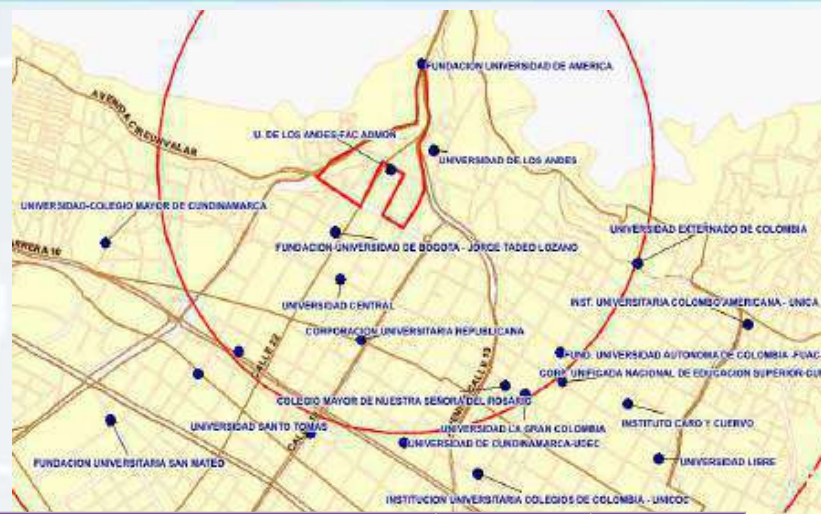 FUNDACION UNIVERSIDAD DE AMERICA
AVENIDA CIRCUNVALAR
U. DE LOS ANDES-FAC ADMON
UNIVERSIDAD DE LOS ANDES
UNIVERSIDAD-COLEGIO MAYOR DE CUNDINAMARCA
UNIVERSIDAD EXTERNADO DE COLOMBIA
CARRERA 10
FUNDACION UNIVERSIDAD DE BOGOTA - JORGE TADEO LOZANO
UNIVERSIDAD CENTRAL
INST. UNIVERSITARIA COLOMBO AMERICANA - UNICA
CORPORACION UNIVERSITARIA REPUBLICANA
CALLE 22
CALLE 13
FUND. UNIVERSIDAD AUTONOMA DE COLOMBIA -FUAC-
CORP. UNIFICADA NACIONAL DE EDUCACION SUPERIOR-CUN
COLEGIO MAYOR DE NUESTRA SEÑORA DEL ROSARIO
UNIVERSIDAD LA GRAN COLOMBIA
INSTITUTO CARO Y CUERVO
UNIVERSIDAD SANTO TOMAS
UNIVERSIDAD DE CUNDINAMARCA-UDEC
FUNDACION UNIVERSITARIA SAN MATEO
UNIVERSIDAD LIBRE
INSTITUCION UNIVERSITARIA COLEGIOS DE COLOMBIA - UNICOC